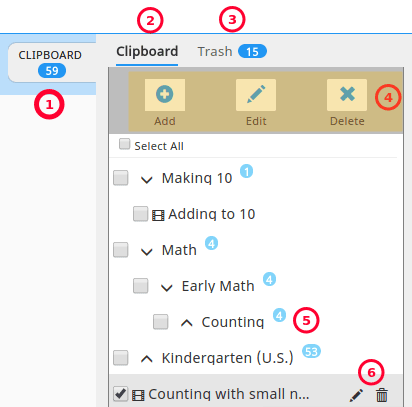 2
3
CLIPBOARD
59
1
Clipboard
Trash 15
Add
Edit
Delete
4
Select All
Making 10 1
Adding to 10
Math 4
Early Math 4
Counting 4
5
Kindergarten (U.S.) 53
6
Counting with small n...